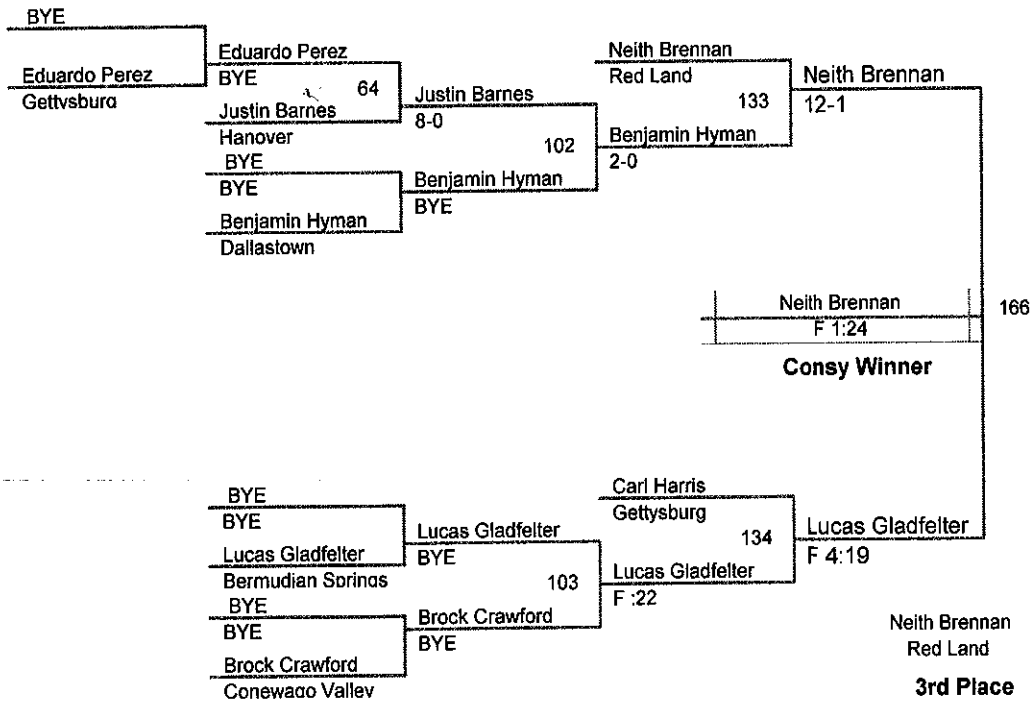 BYE
Eduardo Perez
Gettysburg
Eduardo Perez
BYE
64
Justin Barnes
Hanover
BYE
BYE
Benjamin Hyman
Dallastown
Justin Barnes
8-0
102
Benjamin Hyman
BYE
Neith Brennan
Red Land
133
Benjamin Hyman
2-0
Neith Brennan
12-1
Neith Brennan
F 1:24
Consy Winner
166
BYE
BYE
Lucas Gladfelter
Bermudian Springs
BYE
BYE
Brock Crawford
Conewago Valley
Lucas Gladfelter
BYE
103
Brock Crawford
BYE
Carl Harris
Gettysburg
134
Lucas Gladfelter
F :22
Lucas Gladfelter
F 4:19
Neith Brennan
Red Land
3rd Place